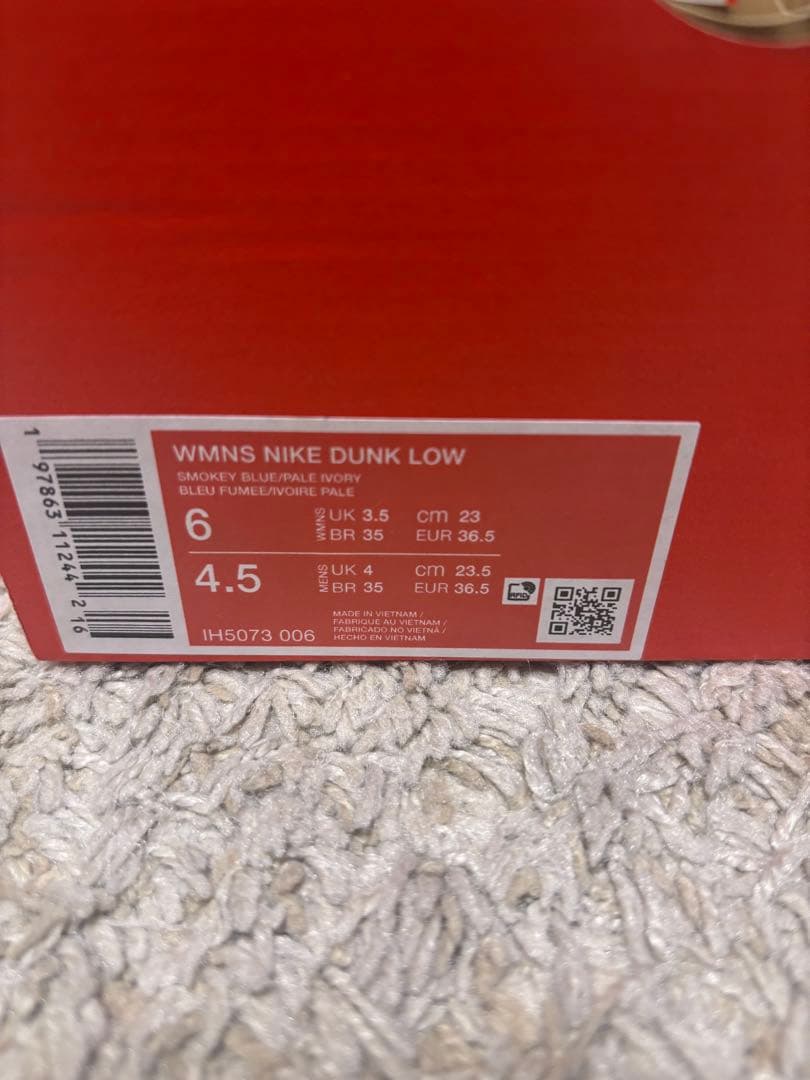 WMNS NIKE DUNK LOW
SMOKEY BLUE/PALE IVORY
BLEU FUMEE/IVOIRE PALE
6 WMNS UK 3.5 cm 23
BR 35 EUR 36.5
4.5 MENS UK 4 cm 23.5
BR 35 EUR 36.5
RFID
IH5073 006
MADE IN VIETNAM /
FABRIQUE AU VIETNAM /
FABRICADO NO VIETNÃ /
HECHO EN VIETNAM
1 97863 11244 2 16